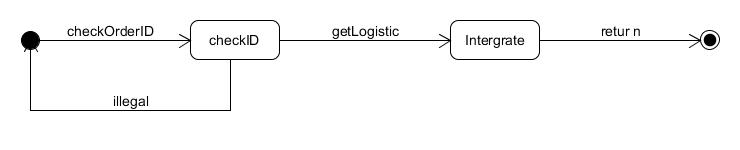 checkOrderID
checkID
getLogistic
Intergrate
retur n
illegal